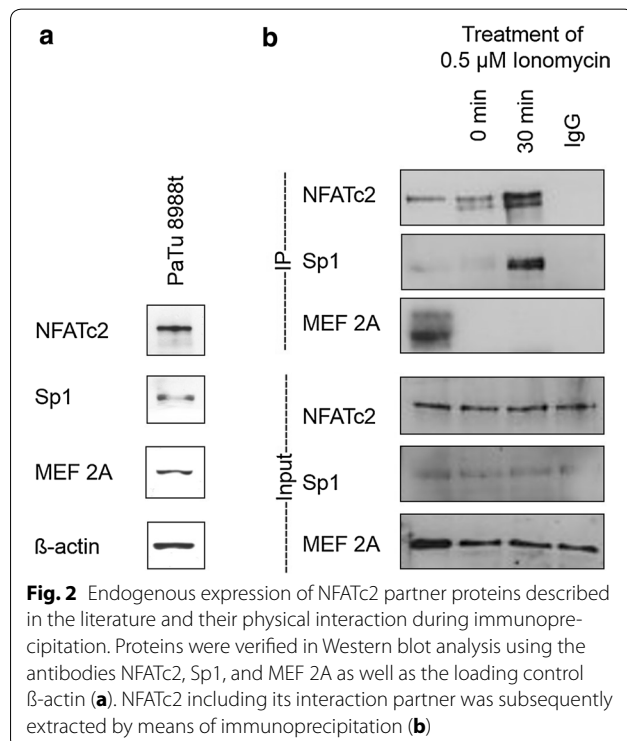 a
b
Treatment of
0.5 µM Ionomycin
PaTu 8988t
0 min
30 min
IgG
NFATc2
Sp1
MEF 2A
ß-actin
IP
NFATc2
Sp1
MEF 2A
Input
NFATc2
Sp1
MEF 2A
Fig. 2 Endogenous expression of NFATc2 partner proteins described
in the literature and their physical interaction during immunopre-
cipitation. Proteins were verified in Western blot analysis using the
antibodies NFATc2, Sp1, and MEF 2A as well as the loading control
ß-actin (a). NFATc2 including its interaction partner was subsequently
extracted by means of immunoprecipitation (b)